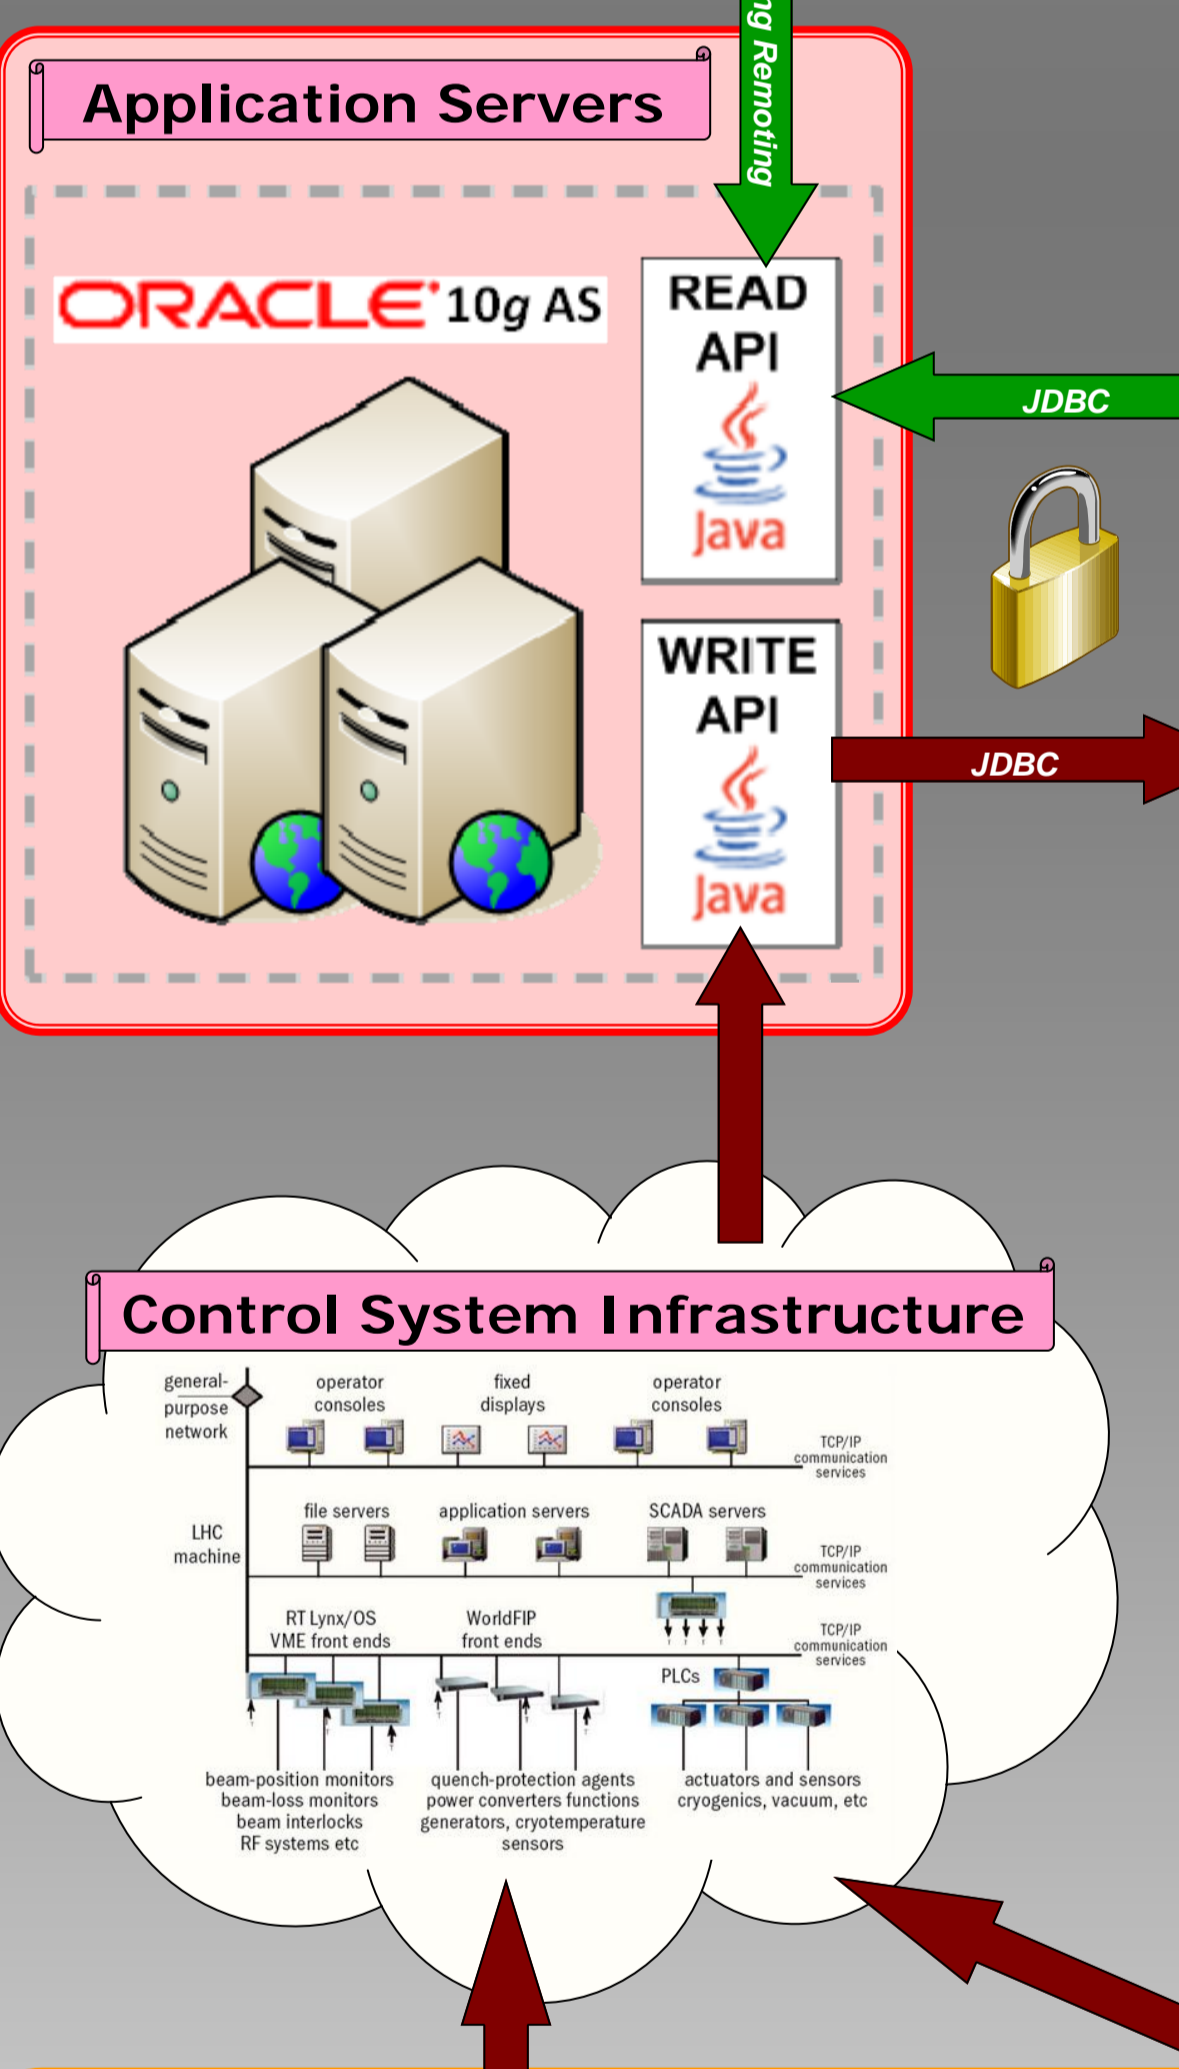 ng Remoting
Application Servers
ORACLE 10g AS
READ
API
Java
JDBC
WRITE
API
Java
JDBC
Control System Infrastructure
general-
purpose
network
operator
consoles
fixed
displays
operator
consoles
TCP/IP
communication
services
LHC
machine
file servers
application servers
SCADA servers
TCP/IP
communication
services
RT Lynx/OS
VME front ends
WorldFIP
front ends
TCP/IP
communication
services
PLCs
T
T
T
T
T
T
T
T
T
T
beam-position monitors
beam-loss monitors
beam interlocks
RF systems etc
quench-protection agents
power converters functions
generators, cryotemperature
sensors
actuators and sensors
cryogenics, vacuum, etc